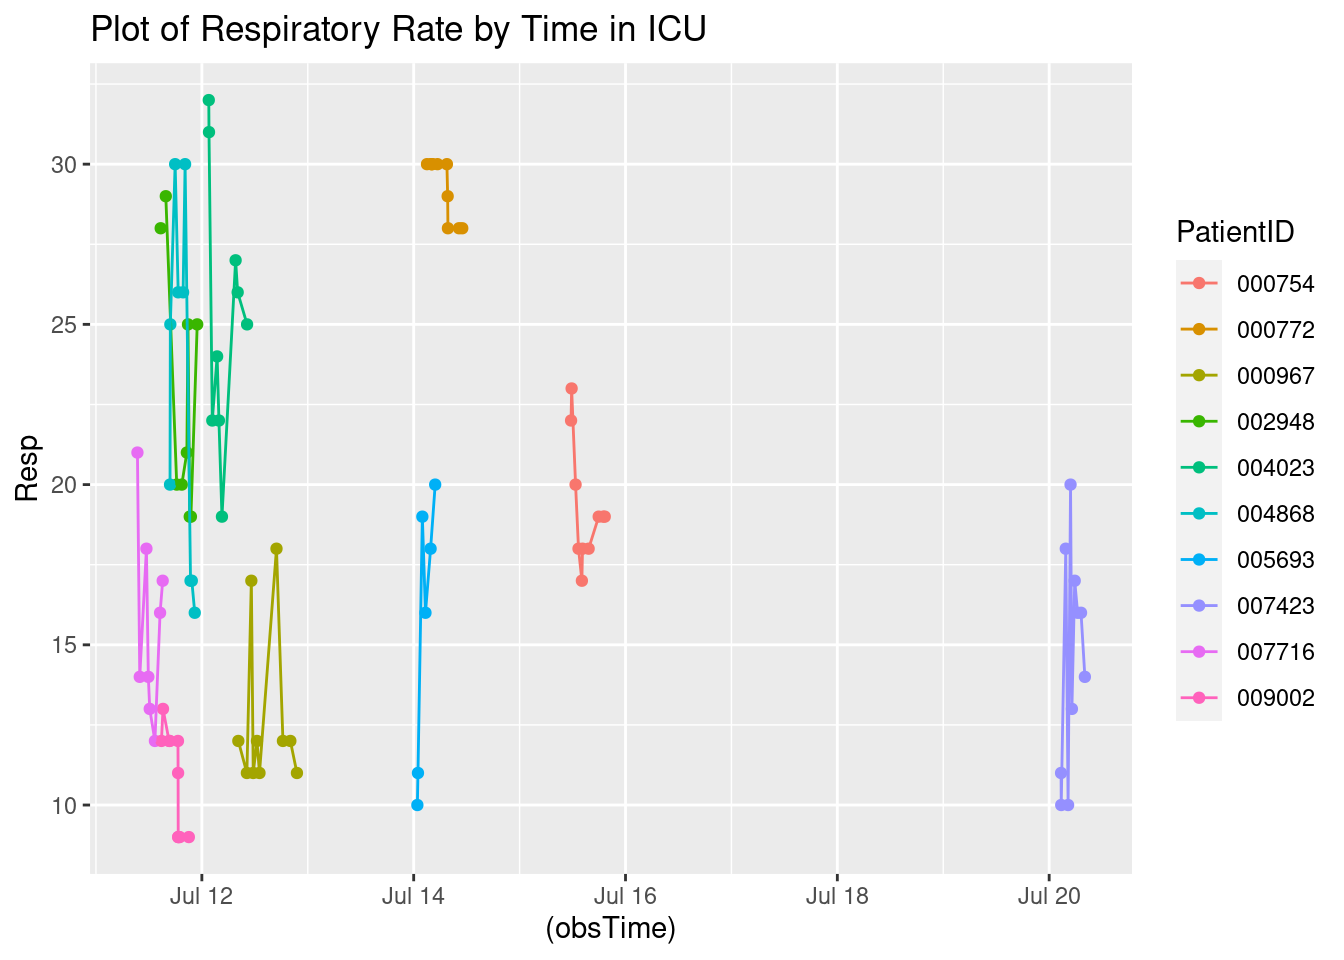 Plot of Respiratory Rate by Time in ICU
Resp
30
25
20
15
10
Jul 12
Jul 14
Jul 16
Jul 18
Jul 20
(obsTime)
PatientID
000754
000772
000967
002948
004023
004868
005693
007423
007716
009002